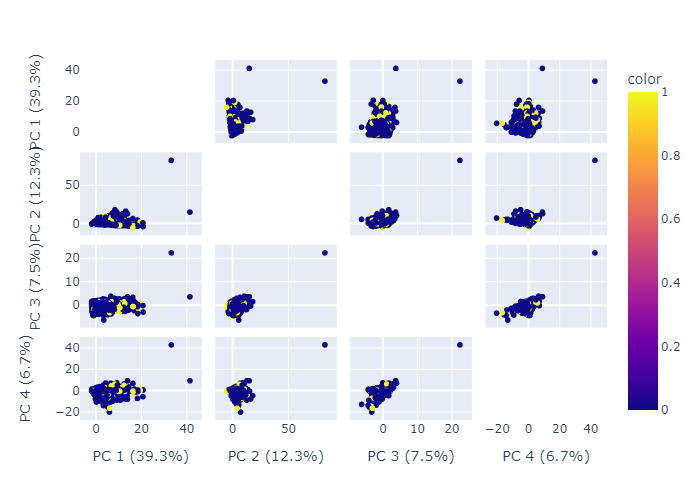 PC 1 (39.3%)
40
20
0
color
1
0.8
0.6
0.4
0.2
0
PC 2 (12.3%)
50
0
PC 3 (7.5%)
20
10
0
PC 4 (6.7%)
40
20
0
−20
0 20 40
0 50
0 10 20
−20 0 20 40
PC 1 (39.3%) PC 2 (12.3%) PC 3 (7.5%) PC 4 (6.7%)